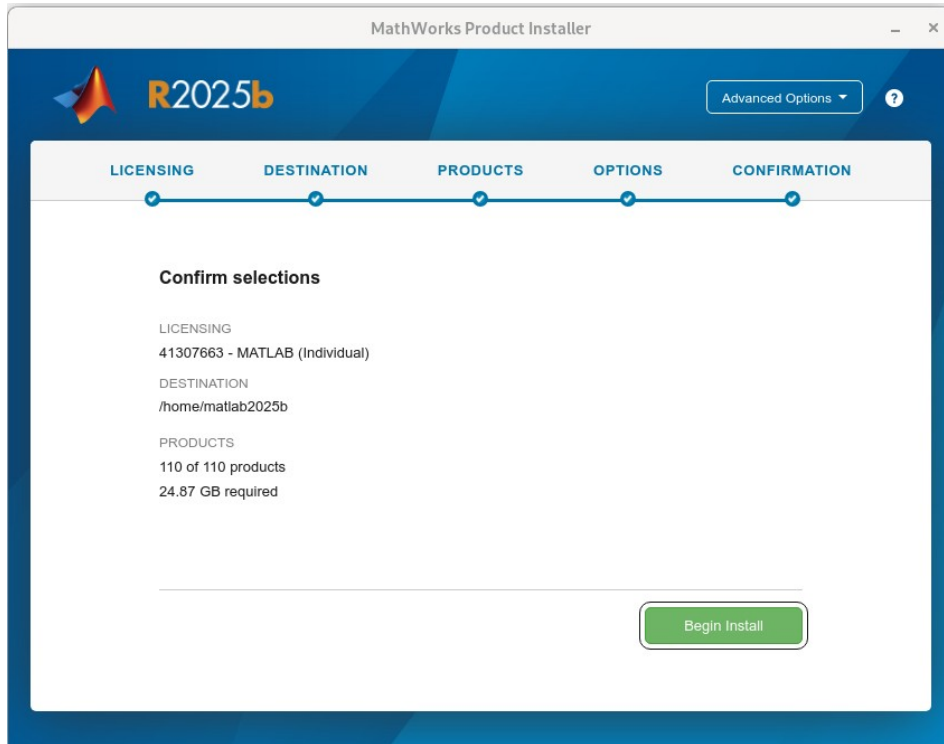 MathWorks Product Installer
R2025b
Advanced Options
?
LICENSING
DESTINATION
PRODUCTS
OPTIONS
CONFIRMATION
Confirm selections
LICENSING
41307663 - MATLAB (Individual)
DESTINATION
/home/matlab2025b
PRODUCTS
110 of 110 products
24.87 GB required
Begin Install